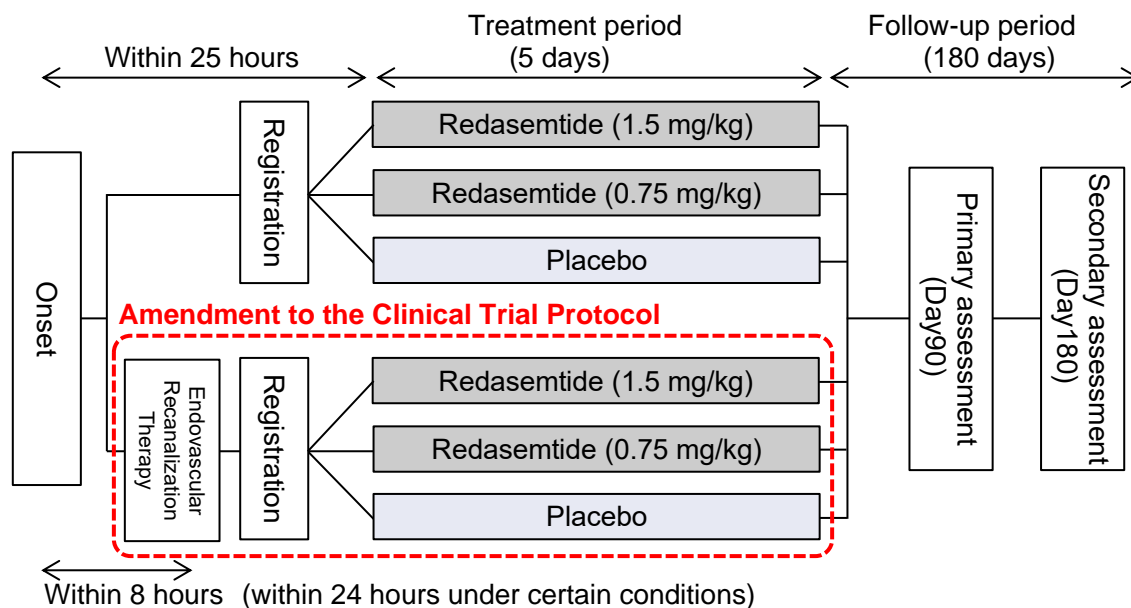 Within 25 hours
Treatment period
(5 days)
Follow-up period
(180 days)
Onset
Registration
Redasemtide (1.5 mg/kg)
Redasemtide (0.75 mg/kg)
Placebo
Amendment to the Clinical Trial Protocol
Endovascular
Recanalization
Therapy
Registration
Redasemtide (1.5 mg/kg)
Redasemtide (0.75 mg/kg)
Placebo
Primary assessment
(Day90)
Secondary assessment
(Day180)
Within 8 hours (within 24 hours under certain conditions)